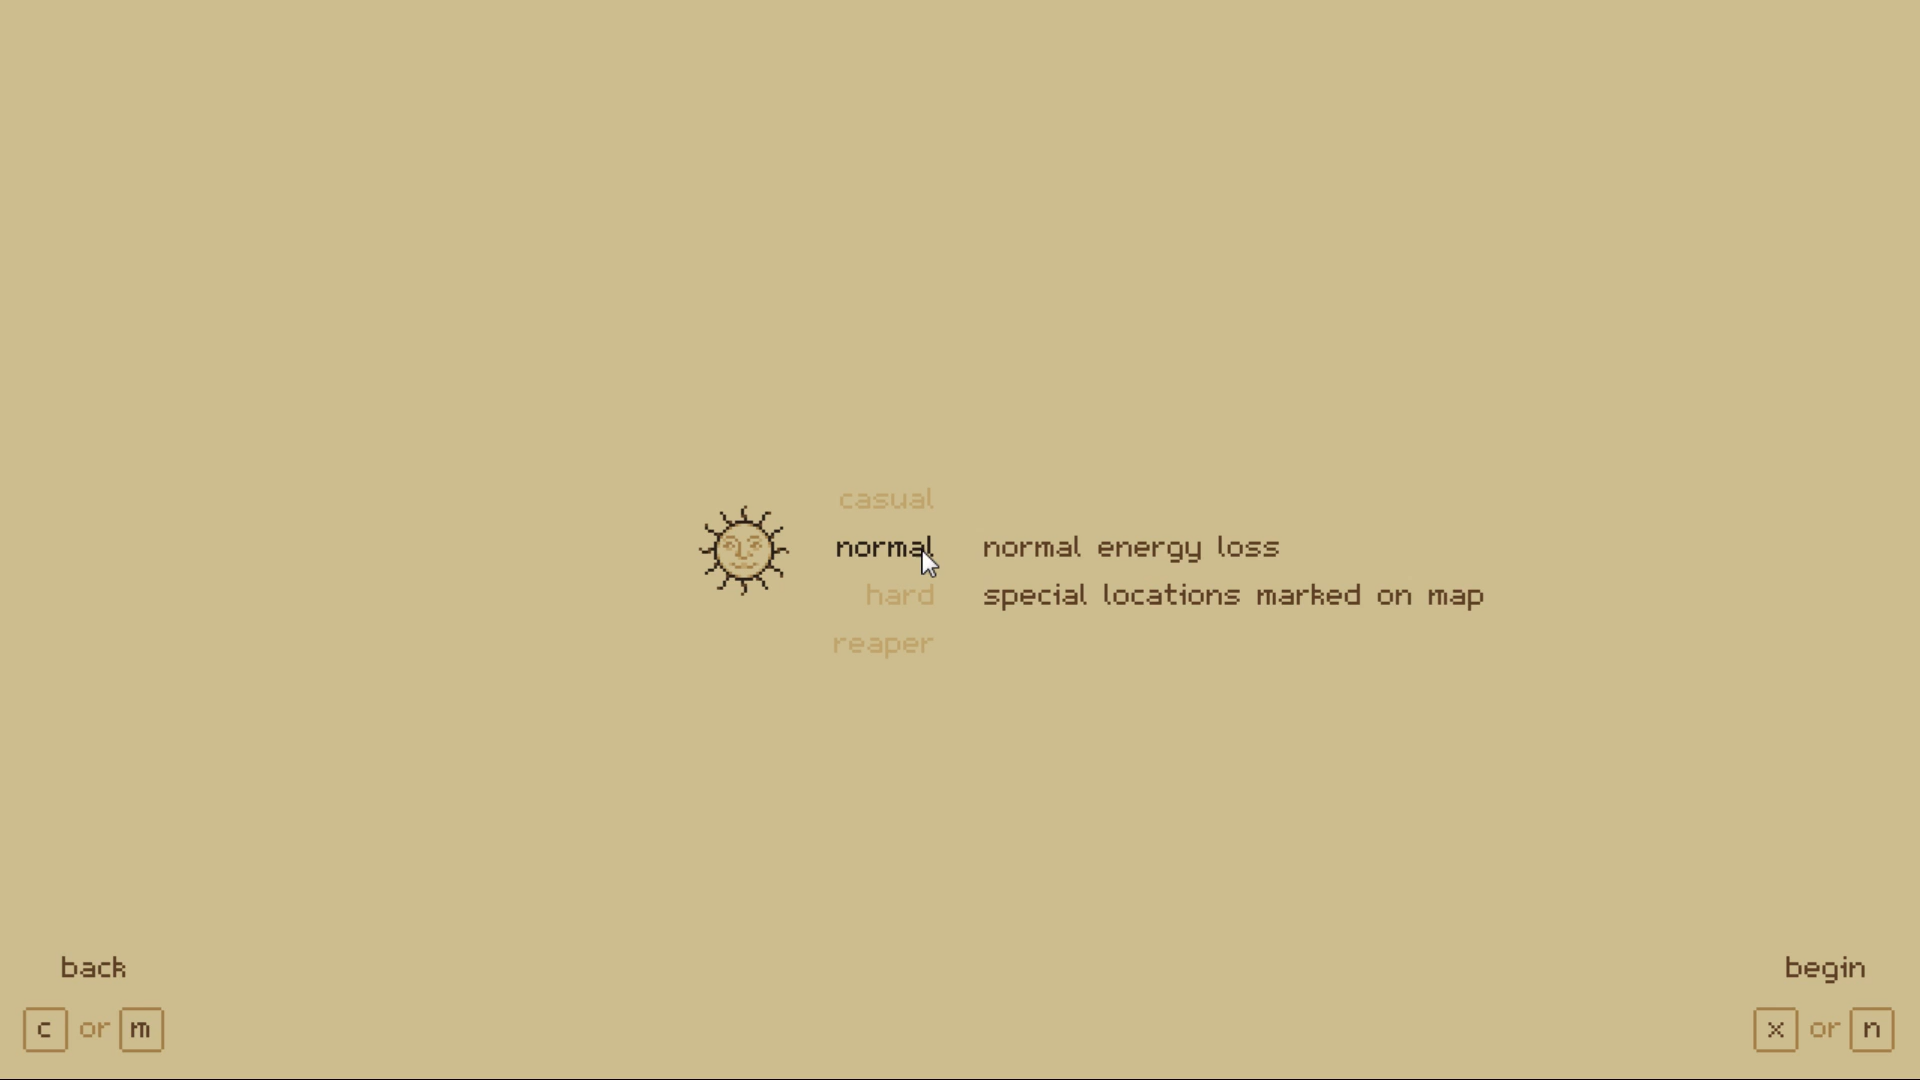 casual
normal normal energy loss
hard special locations marked on map
reaper
back begin
c or m x or n